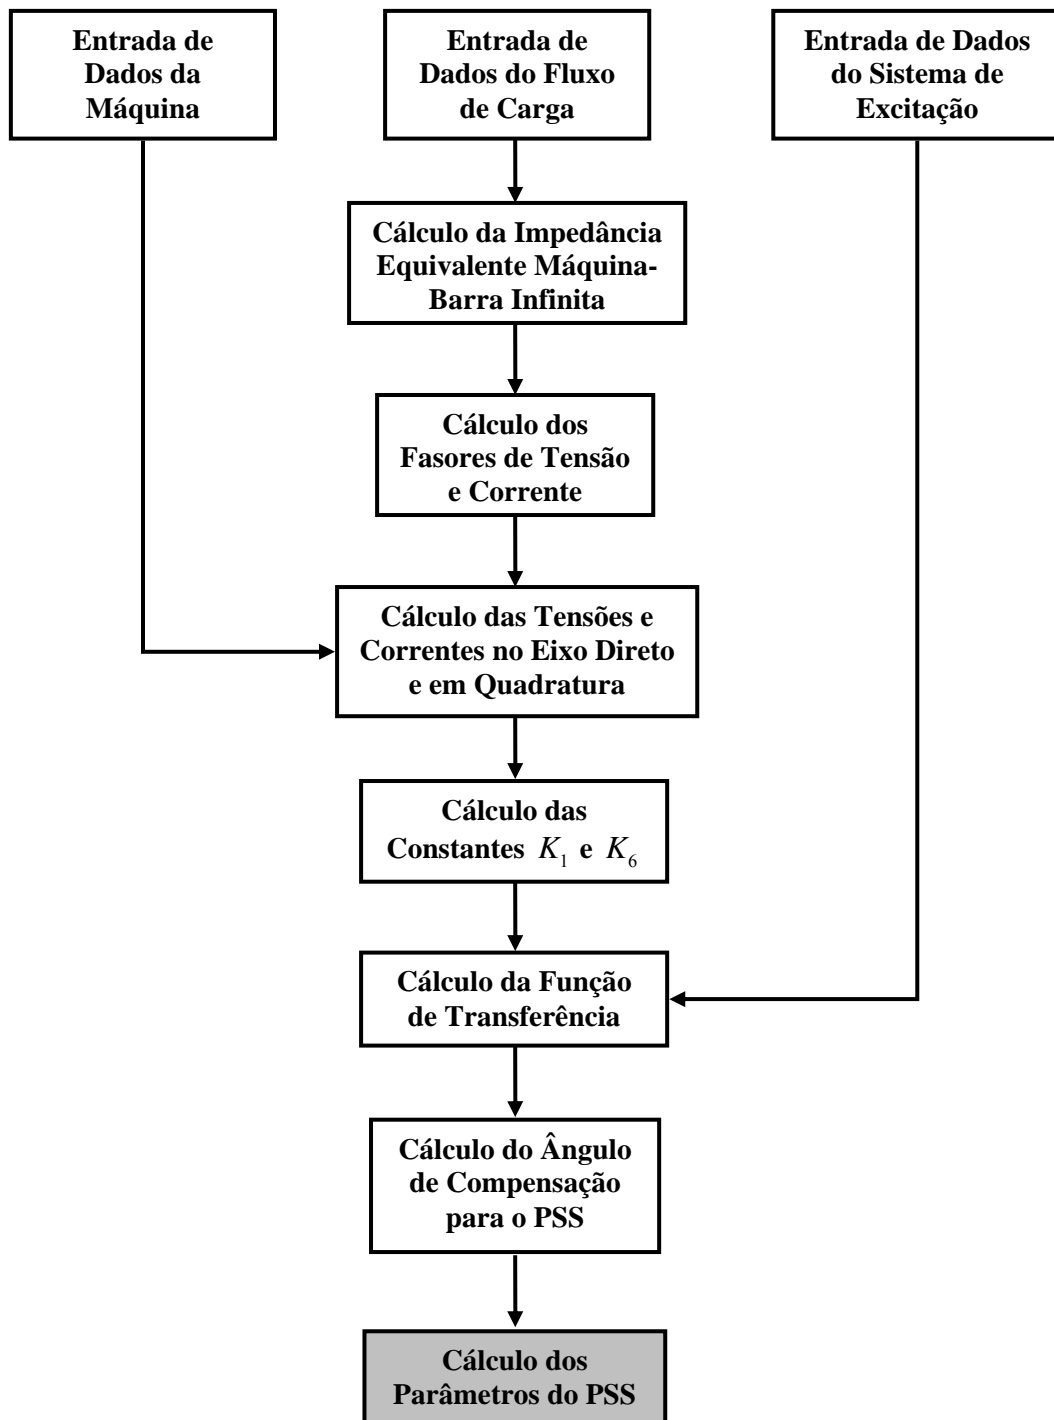 Entrada de
Dados da
Máquina
Entrada de
Dados do Fluxo
de Carga
Entrada de Dados
do Sistema de
Excitação
Cálculo da Impedância
Equivalente Máquina-
Barra Infinita
Cálculo dos
Fasores de Tensão
e Corrente
Cálculo das Tensões e
Correntes no Eixo Direto
e em Quadratura
Cálculo das
Constantes K₁ e K₆
Cálculo da Função
de Transferência
Cálculo do Ângulo
de Compensação
para o PSS
Cálculo dos
Parâmetros do PSS